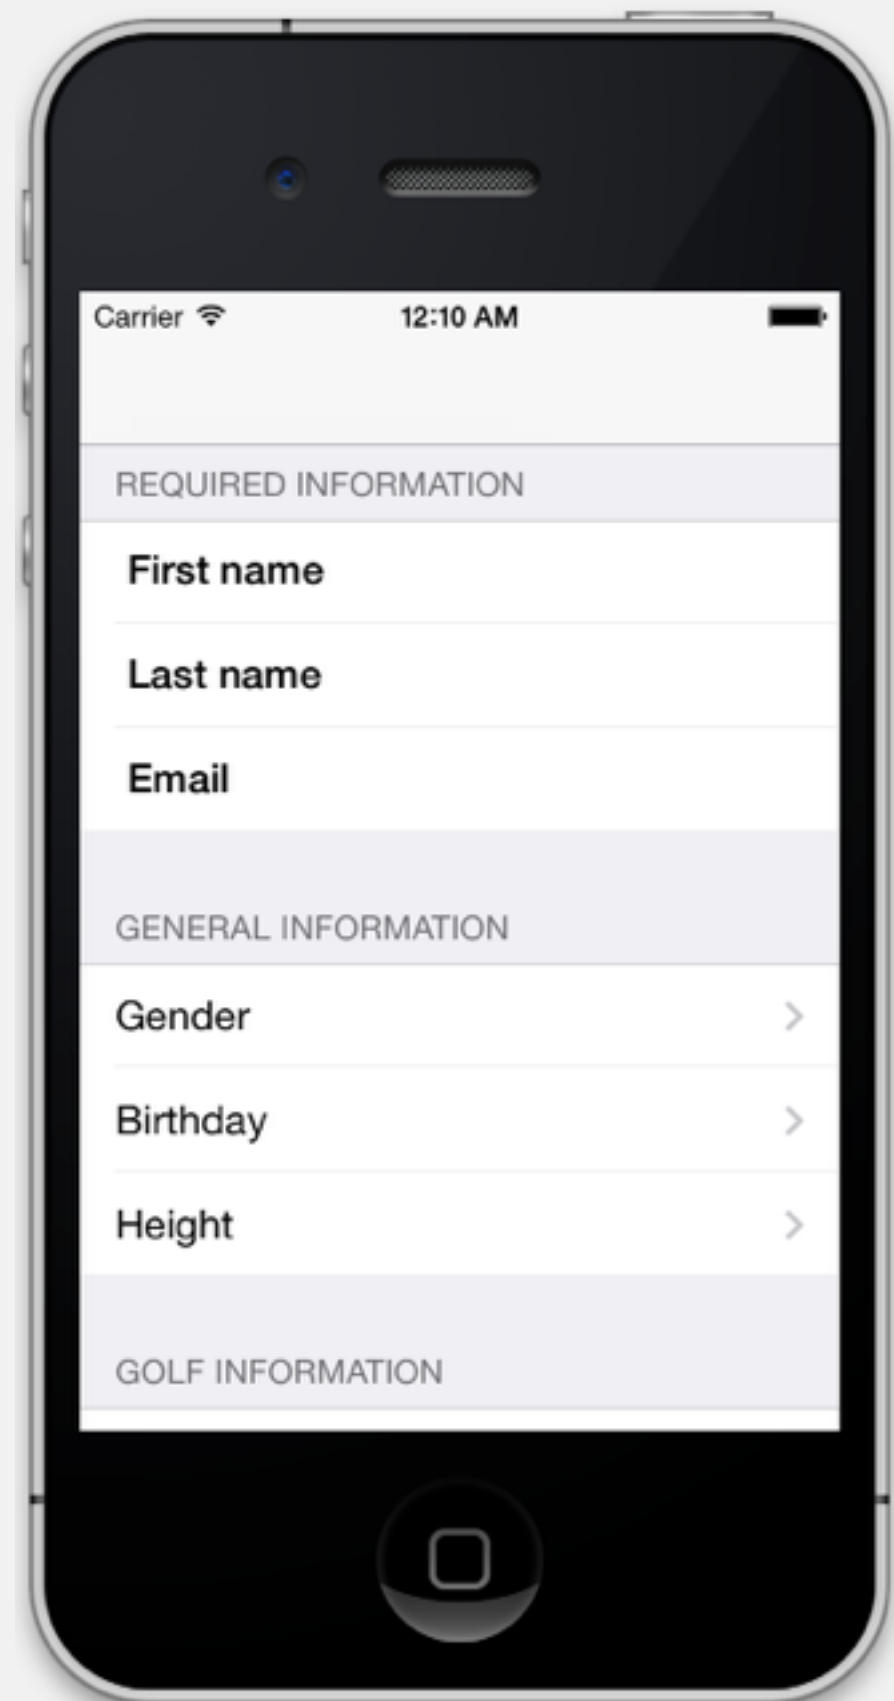 Carrier 12:10 AM
REQUIRED INFORMATION
First name
Last name
Email
GENERAL INFORMATION
Gender
Birthday
Height
GOLF INFORMATION